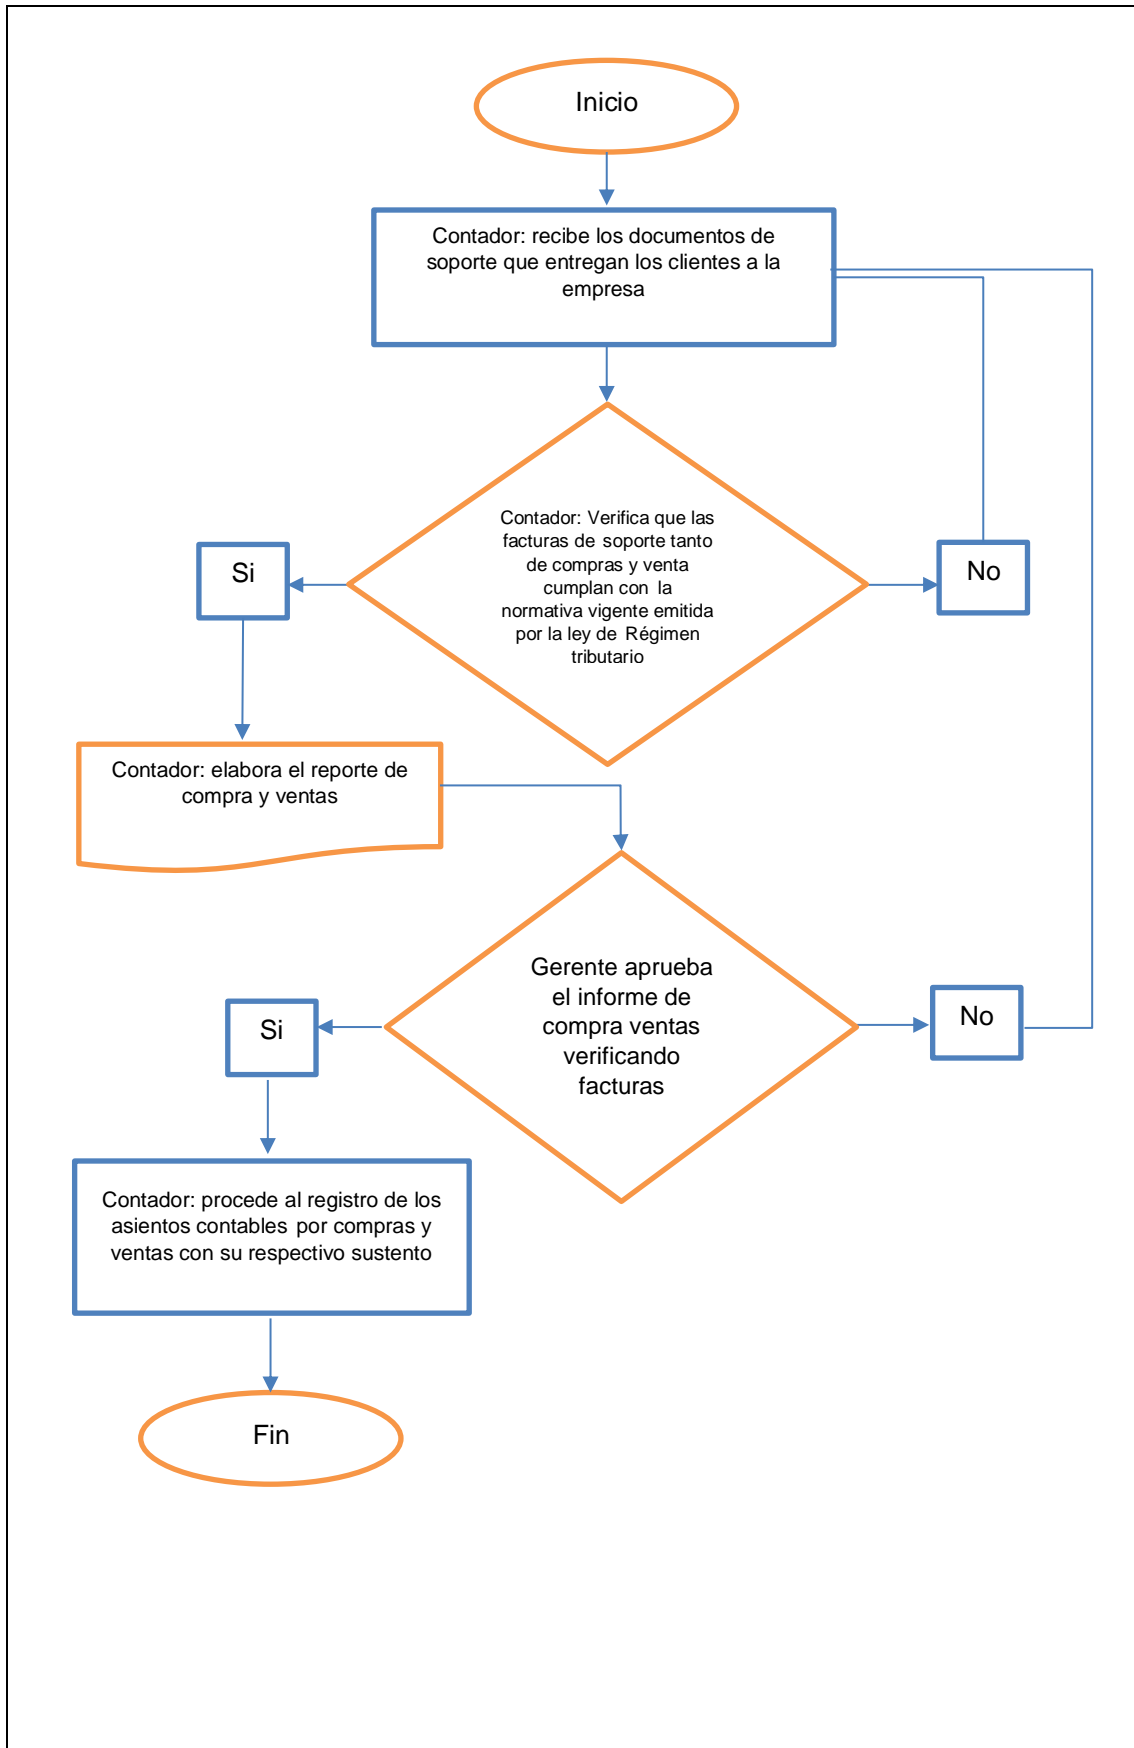 Inicio
Contador: recibe los documentos de
soporte que entregan los clientes a la
empresa
Contador: Verifica que las
facturas de soporte tanto
de compras y venta
cumplan con la
normativa vigente emitida
por la ley de Régimen
tributario
Si
No
Contador: elabora el reporte de
compra y ventas
Gerente aprueba
el informe de
compra ventas
verificando
facturas
Si
No
Contador: procede al registro de los
asientos contables por compras y
ventas con su respectivo sustento
Fin